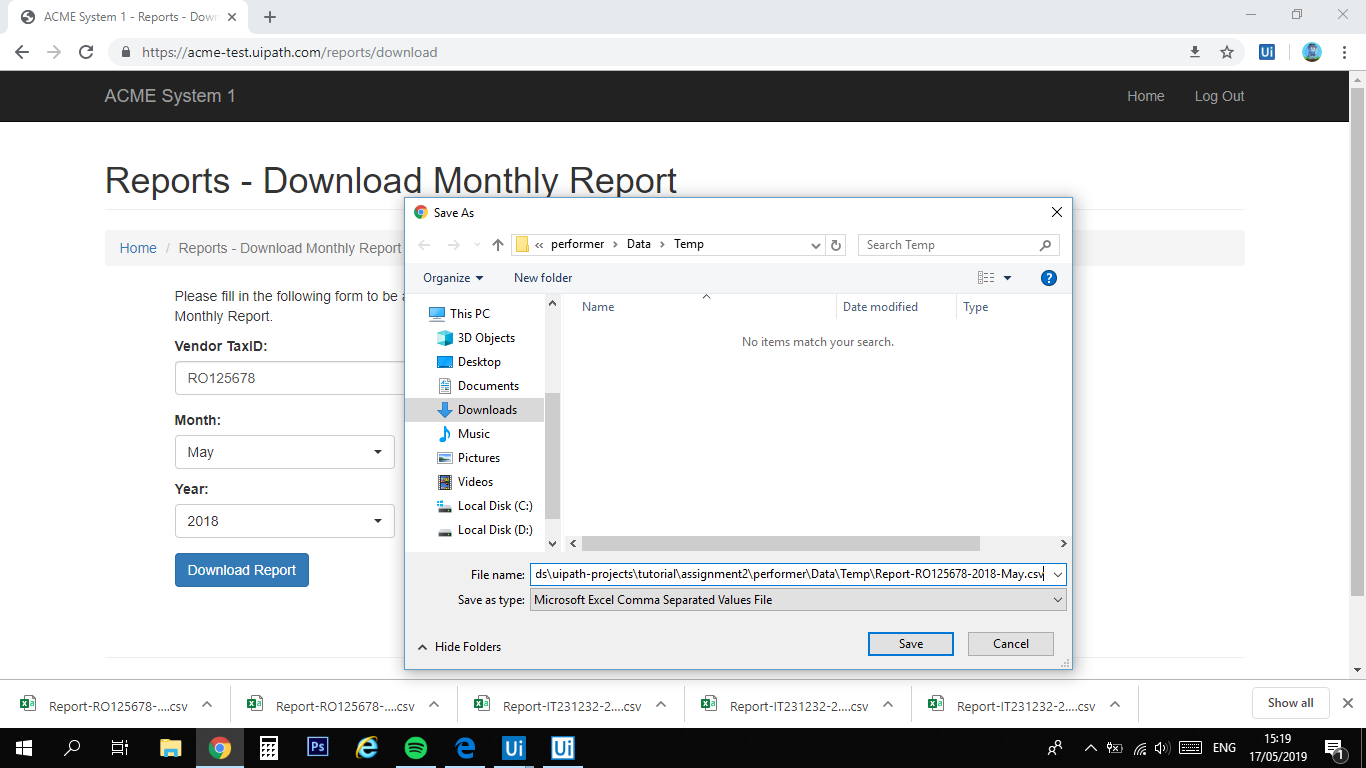 ACME System 1 - Reports - Down
https://acme-test.uipath.com/reports/download
Ui
ACME System 1
Home
Log Out
Reports - Download Monthly Report
Home / Reports - Download Monthly Report
Please fill in the following form to be
Monthly Report.
Vendor TaxID:
RO125678
Month:
May
Year:
2018
Download Report
Save As
« performer > Data > Temp
Search Temp
Organize
New folder
?
This PC
3D Objects
Desktop
Documents
Downloads
Music
Pictures
Videos
Local Disk (C:)
Local Disk (D:)
Name
Date modified
Type
No items match your search.
File name:
ds\uipath-projects\tutorial\assignment2\performer\Data\Temp\Report-RO125678-2018-May.csv
Save as type:
Microsoft Excel Comma Separated Values File
Hide Folders
Save
Cancel
Report-RO125678-....csv
Report-RO125678-....csv
Report-IT231232-2....csv
Report-IT231232-2....csv
Report-IT231232-2....csv
Show all
Ps
Ui
Ui
ENG
15:19
17/05/2019
1